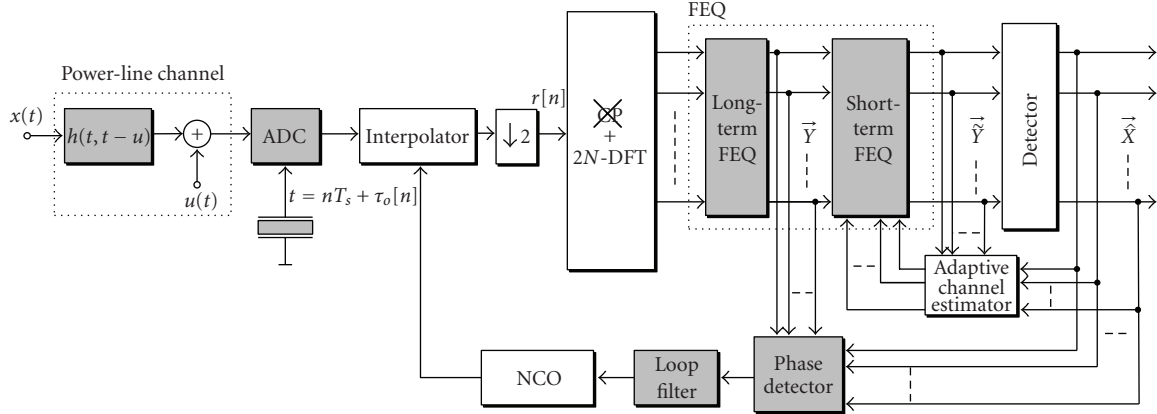 FEQ
Power-line channel
x(t)
h(t, t − u)
+
u(t)
ADC
t = nT_s + τ_o[n]
Interpolator
↓ 2
r[n]
CP
+
2N-DFT
Long-
term
FEQ
Y⃗
Short-
term
FEQ
Ỹ⃗
Detector
X̂⃗
Adaptive
channel
estimator
NCO
Loop
filter
Phase
detector